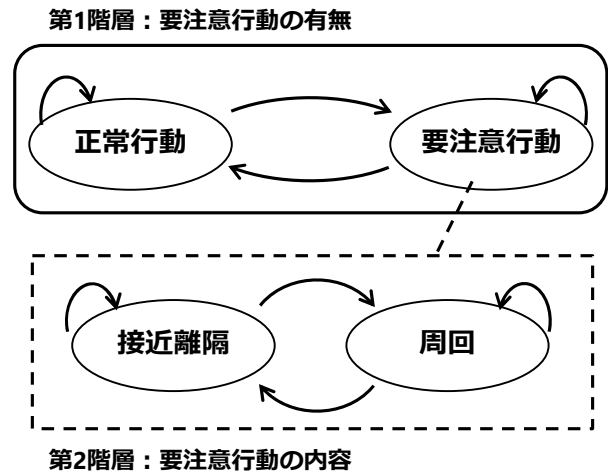 第1階層：要注意行動の有無
正常行動
要注意行動
接近離隔
周回
第2階層：要注意行動の内容